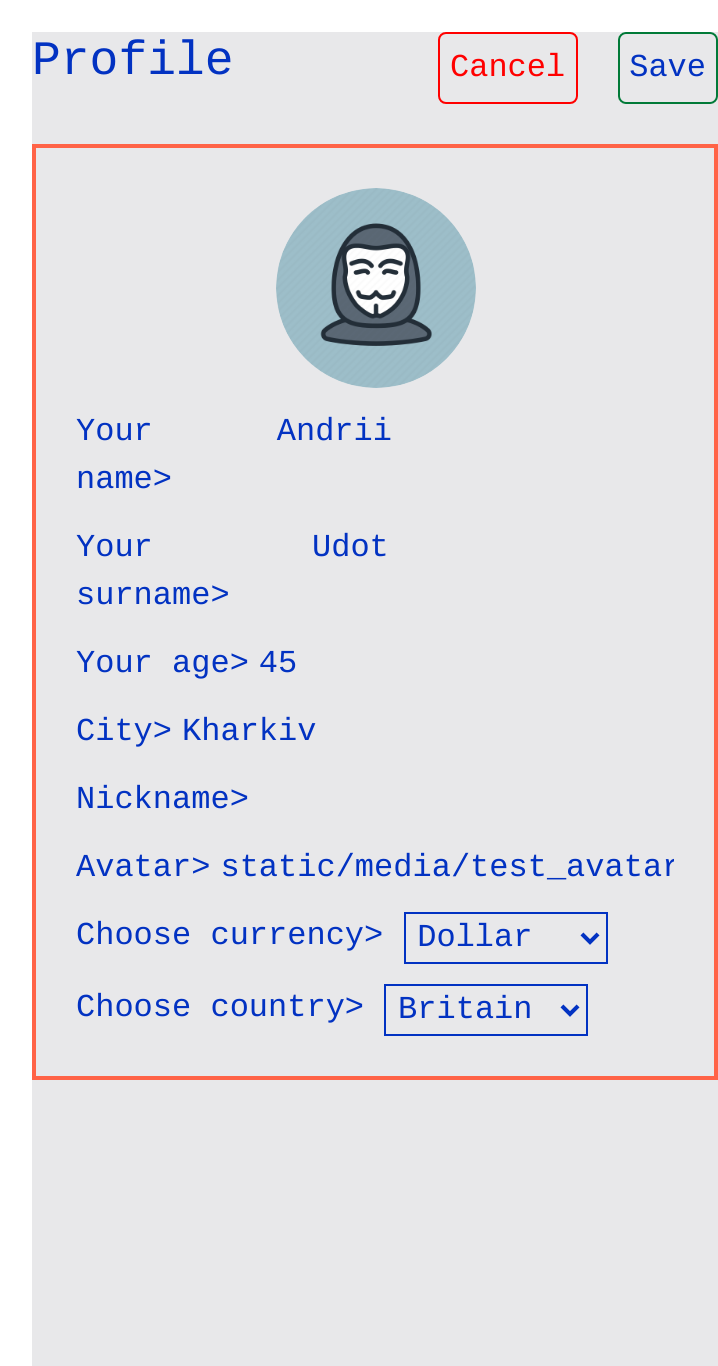 Profile Cancel Save
Your Andrii
name>
Your Udot
surname>
Your age> 45
City> Kharkiv
Nickname>
Avatar> static/media/test_avatar
Choose currency> Dollar
Choose country> Britain